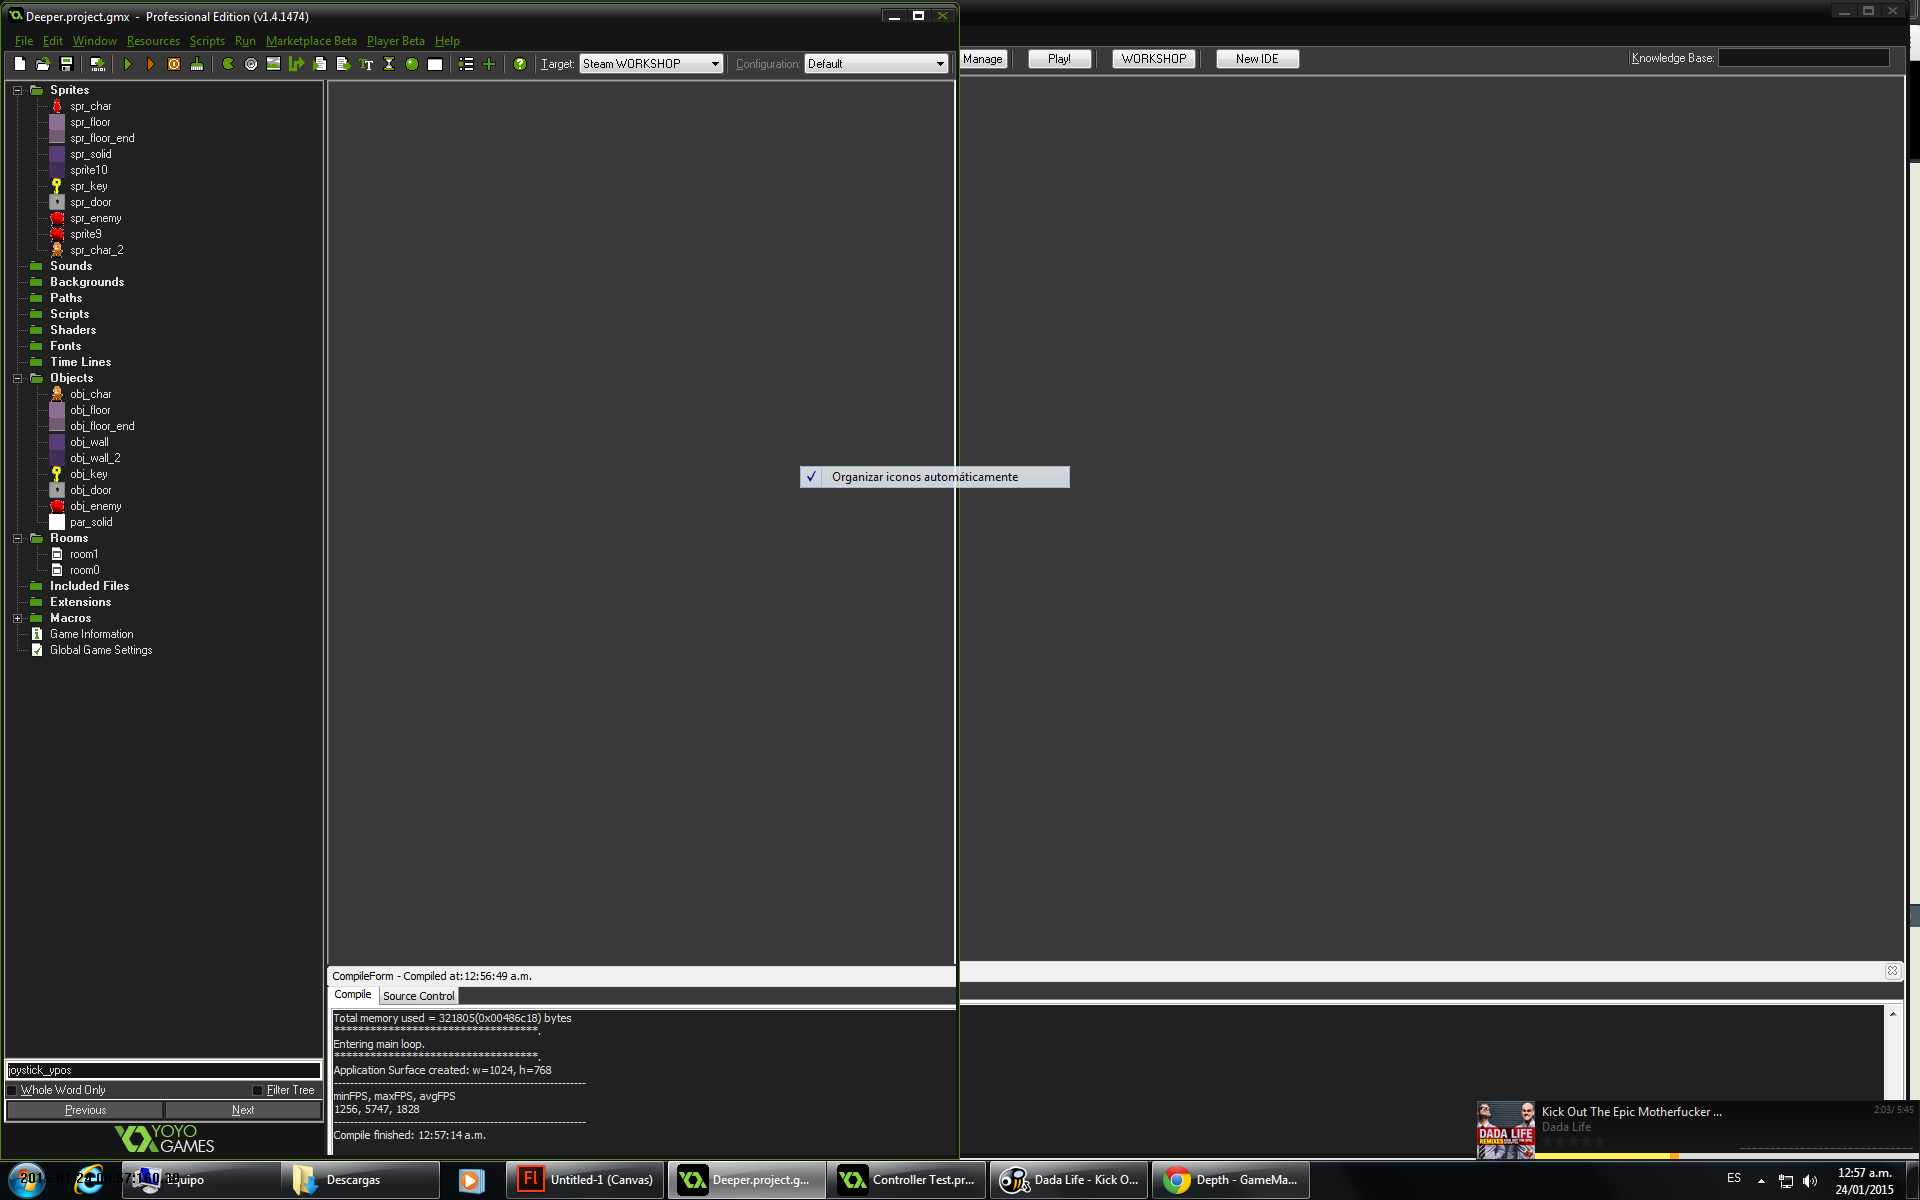 Deeper.project.gmx - Professional Edition (v1.4.1474)
File Edit Window Resources Scripts Run Marketplace Beta Player Beta Help
Target: Steam WORKSHOP Configuration: Default
Manage Play! WORKSHOP New IDE Knowledge Base:
Sprites
spr_char
spr_floor
spr_floor_end
spr_solid
sprite10
spr_key
spr_door
spr_enemy
sprite9
spr_char_2
Sounds
Backgrounds
Paths
Scripts
Shaders
Fonts
Time Lines
Objects
obj_char
obj_floor
obj_floor_end
obj_wall
obj_wall_2
obj_key
obj_door
obj_enemy
par_solid
Rooms
room1
room0
Included Files
Extensions
Macros
Game Information
Global Game Settings
Organizar iconos automáticamente
joystick_ypos
Whole Word Only Filter Tree
Previous Next
YOYO
GAMES
CompileForm - Compiled at:12:56:49 a.m.
Compile Source Control
Total memory used = 321805(0x00486c18) bytes
**********************************.
Entering main loop.
**********************************.
Application Surface created: w=1024, h=768
minFPS, maxFPS, avgFPS
1256, 5747, 1828
Compile finished: 12:57:14 a.m.
Kick Out The Epic Motherfucker ...
2:03/ 5:45
Dada Life
DADA LIFE
Equipo
Descargas
Untitled-1 (Canvas)
Deeper.project.g...
Controller Test.pr...
Dada Life - Kick O...
Depth - GameMa...
ES
12:57 a.m.
24/01/2015